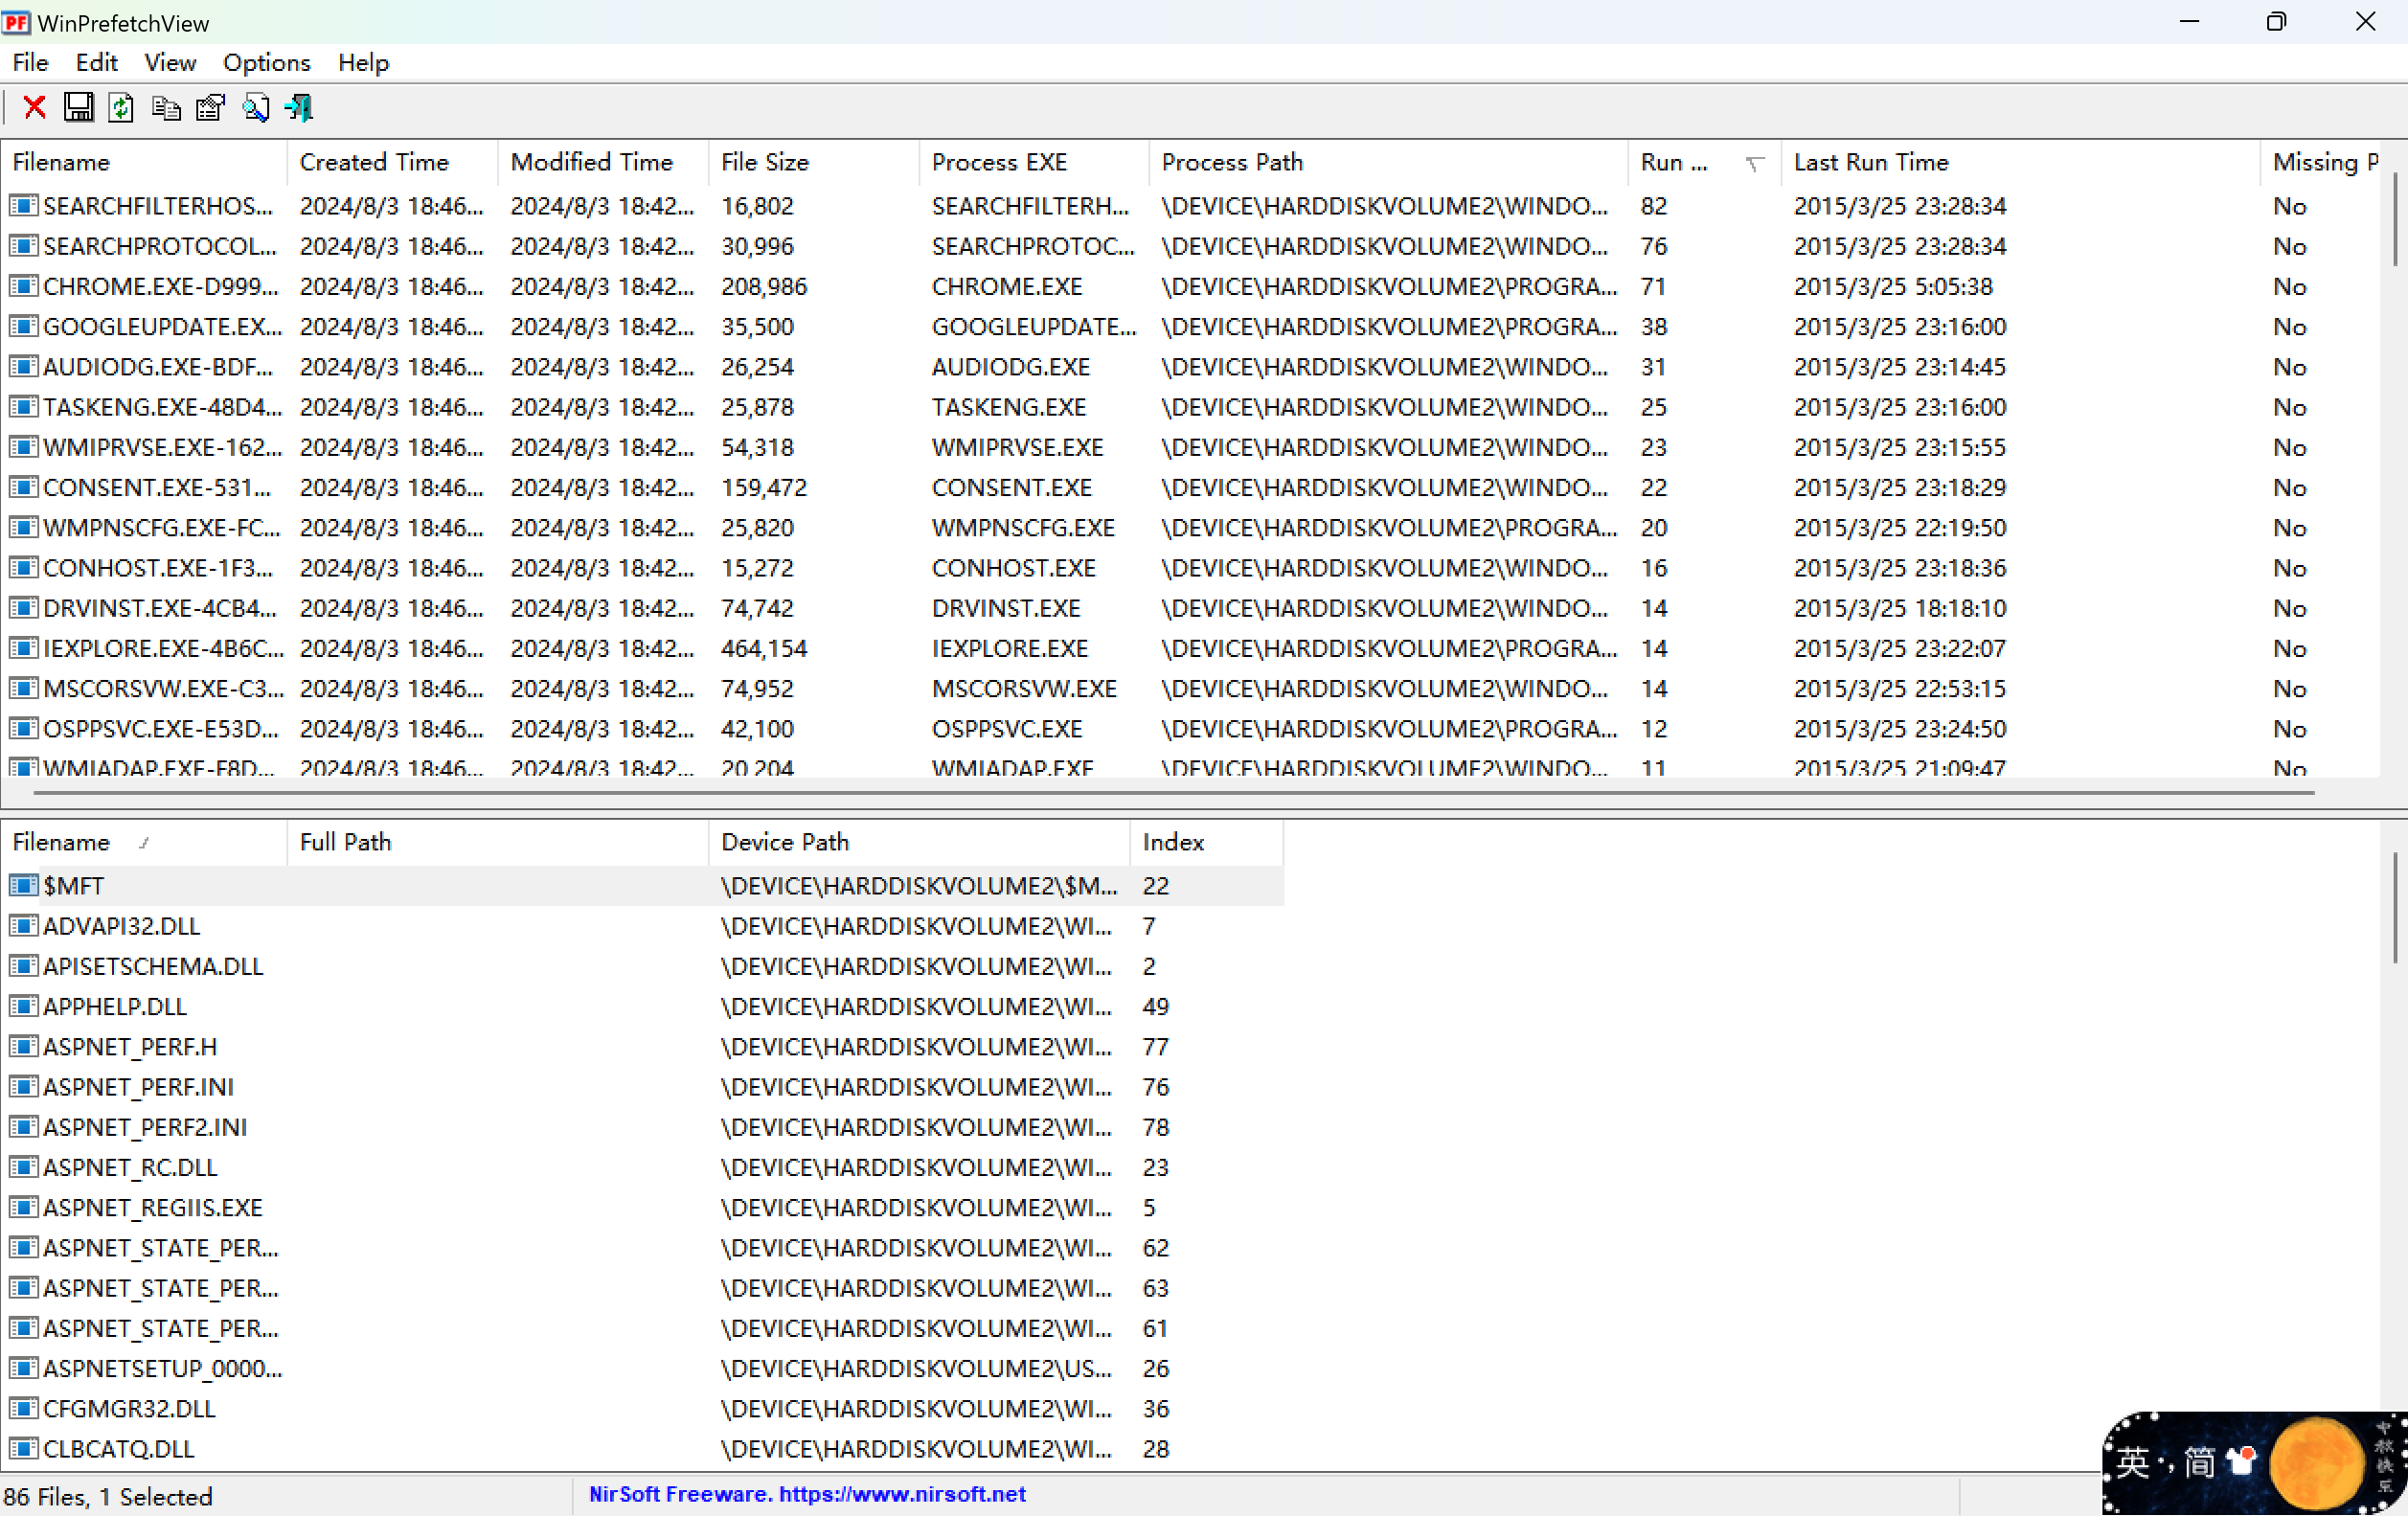 WinPrefetchView
File Edit View Options Help
Filename Created Time Modified Time File Size Process EXE Process Path Run ... Last Run Time Missing P
SEARCHFILTERHOS... 2024/8/3 18:46... 2024/8/3 18:42... 16,802 SEARCHFILTERH... \DEVICE\HARDDISKVOLUME2\WINDO... 82 2015/3/25 23:28:34 No
SEARCHPROTOCOL... 2024/8/3 18:46... 2024/8/3 18:42... 30,996 SEARCHPROTOC... \DEVICE\HARDDISKVOLUME2\WINDO... 76 2015/3/25 23:28:34 No
CHROME.EXE-D999... 2024/8/3 18:46... 2024/8/3 18:42... 208,986 CHROME.EXE \DEVICE\HARDDISKVOLUME2\PROGRA... 71 2015/3/25 5:05:38 No
GOOGLEUPDATE.EX... 2024/8/3 18:46... 2024/8/3 18:42... 35,500 GOOGLEUPDATE... \DEVICE\HARDDISKVOLUME2\PROGRA... 38 2015/3/25 23:16:00 No
AUDIODG.EXE-BDF... 2024/8/3 18:46... 2024/8/3 18:42... 26,254 AUDIODG.EXE \DEVICE\HARDDISKVOLUME2\WINDO... 31 2015/3/25 23:14:45 No
TASKENG.EXE-48D4... 2024/8/3 18:46... 2024/8/3 18:42... 25,878 TASKENG.EXE \DEVICE\HARDDISKVOLUME2\WINDO... 25 2015/3/25 23:16:00 No
WMIPRVSE.EXE-162... 2024/8/3 18:46... 2024/8/3 18:42... 54,318 WMIPRVSE.EXE \DEVICE\HARDDISKVOLUME2\WINDO... 23 2015/3/25 23:15:55 No
CONSENT.EXE-531... 2024/8/3 18:46... 2024/8/3 18:42... 159,472 CONSENT.EXE \DEVICE\HARDDISKVOLUME2\WINDO... 22 2015/3/25 23:18:29 No
WMPNSCFG.EXE-FC... 2024/8/3 18:46... 2024/8/3 18:42... 25,820 WMPNSCFG.EXE \DEVICE\HARDDISKVOLUME2\PROGRA... 20 2015/3/25 22:19:50 No
CONHOST.EXE-1F3... 2024/8/3 18:46... 2024/8/3 18:42... 15,272 CONHOST.EXE \DEVICE\HARDDISKVOLUME2\WINDO... 16 2015/3/25 23:18:36 No
DRVINST.EXE-4CB4... 2024/8/3 18:46... 2024/8/3 18:42... 74,742 DRVINST.EXE \DEVICE\HARDDISKVOLUME2\WINDO... 14 2015/3/25 18:18:10 No
IEXPLORE.EXE-4B6C... 2024/8/3 18:46... 2024/8/3 18:42... 464,154 IEXPLORE.EXE \DEVICE\HARDDISKVOLUME2\PROGRA... 14 2015/3/25 23:22:07 No
MSCORSVW.EXE-C3... 2024/8/3 18:46... 2024/8/3 18:42... 74,952 MSCORSVW.EXE \DEVICE\HARDDISKVOLUME2\WINDO... 14 2015/3/25 22:53:15 No
OSPPSVC.EXE-E53D... 2024/8/3 18:46... 2024/8/3 18:42... 42,100 OSPPSVC.EXE \DEVICE\HARDDISKVOLUME2\PROGRA... 12 2015/3/25 23:24:50 No
WMIADAP.EXE-F8D... 2024/8/3 18:46... 2024/8/3 18:42... 20,204 WMIADAP.EXE \DEVICE\HARDDISKVOLUME2\WINDO... 11 2015/3/25 21:09:47 No
Filename Full Path Device Path Index
$MFT \DEVICE\HARDDISKVOLUME2\$M... 22
ADVAPI32.DLL \DEVICE\HARDDISKVOLUME2\WI... 7
APISETSCHEMA.DLL \DEVICE\HARDDISKVOLUME2\WI... 2
APPHELP.DLL \DEVICE\HARDDISKVOLUME2\WI... 49
ASPNET_PERF.H \DEVICE\HARDDISKVOLUME2\WI... 77
ASPNET_PERF.INI \DEVICE\HARDDISKVOLUME2\WI... 76
ASPNET_PERF2.INI \DEVICE\HARDDISKVOLUME2\WI... 78
ASPNET_RC.DLL \DEVICE\HARDDISKVOLUME2\WI... 23
ASPNET_REGIIS.EXE \DEVICE\HARDDISKVOLUME2\WI... 5
ASPNET_STATE_PER... \DEVICE\HARDDISKVOLUME2\WI... 62
ASPNET_STATE_PER... \DEVICE\HARDDISKVOLUME2\WI... 63
ASPNET_STATE_PER... \DEVICE\HARDDISKVOLUME2\WI... 61
ASPNETSETUP_0000... \DEVICE\HARDDISKVOLUME2\US... 26
CFGMGR32.DLL \DEVICE\HARDDISKVOLUME2\WI... 36
CLBCATQ.DLL \DEVICE\HARDDISKVOLUME2\WI... 28
英 简
中秋快乐
86 Files, 1 Selected
NirSoft Freeware. https://www.nirsoft.net